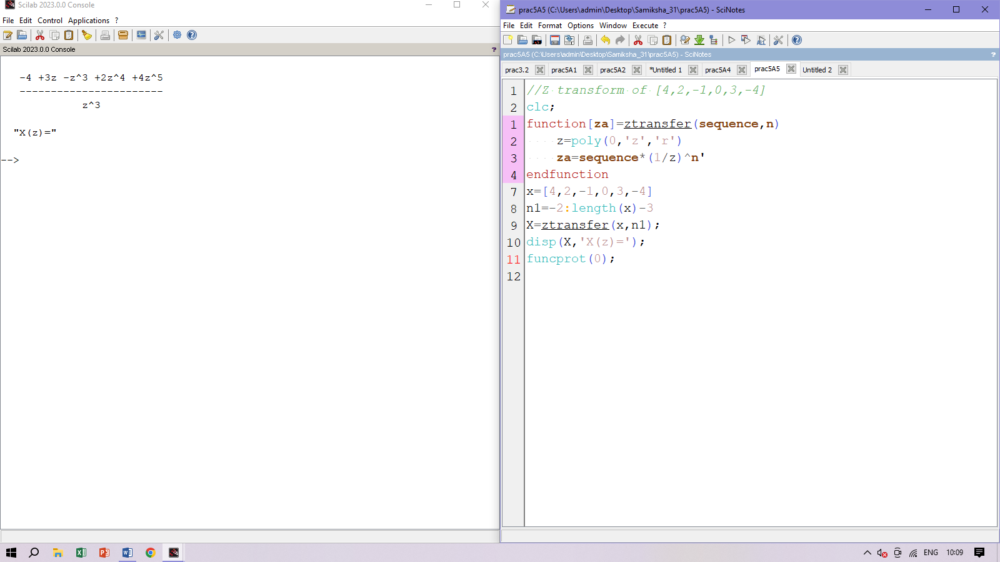 Scilab 2023.0.0 Console
File Edit Control Applications ?
Scilab 2023.0.0 Console ?
-4 +3z -z^3 +2z^4 +4z^5
-----------------------
z^3
"X(z)="
-->
prac5A5 (C:\Users\admin\Desktop\Samiksha_31\prac5A5) - SciNotes
File Edit Format Options Window Execute ?
prac5A5 (C:\Users\admin\Desktop\Samiksha_31\prac5A5) - SciNotes ?
prac3.2 prac5A1 prac5A2 *Untitled 1 prac5A4 prac5A5 Untitled 2
1 //Z transform of [4,2,-1,0,3,-4]
2 clc;
1 function[za]=ztransfer(sequence,n)
2 z=poly(0,'z','r')
3 za=sequence*(1/z)^n'
4 endfunction
7 x=[4,2,-1,0,3,-4]
8 n1=-2:length(x)-3
9 X=ztransfer(x,n1);
10 disp(X,'X(z)=');
11 funcprot(0);
12
ENG 10:09